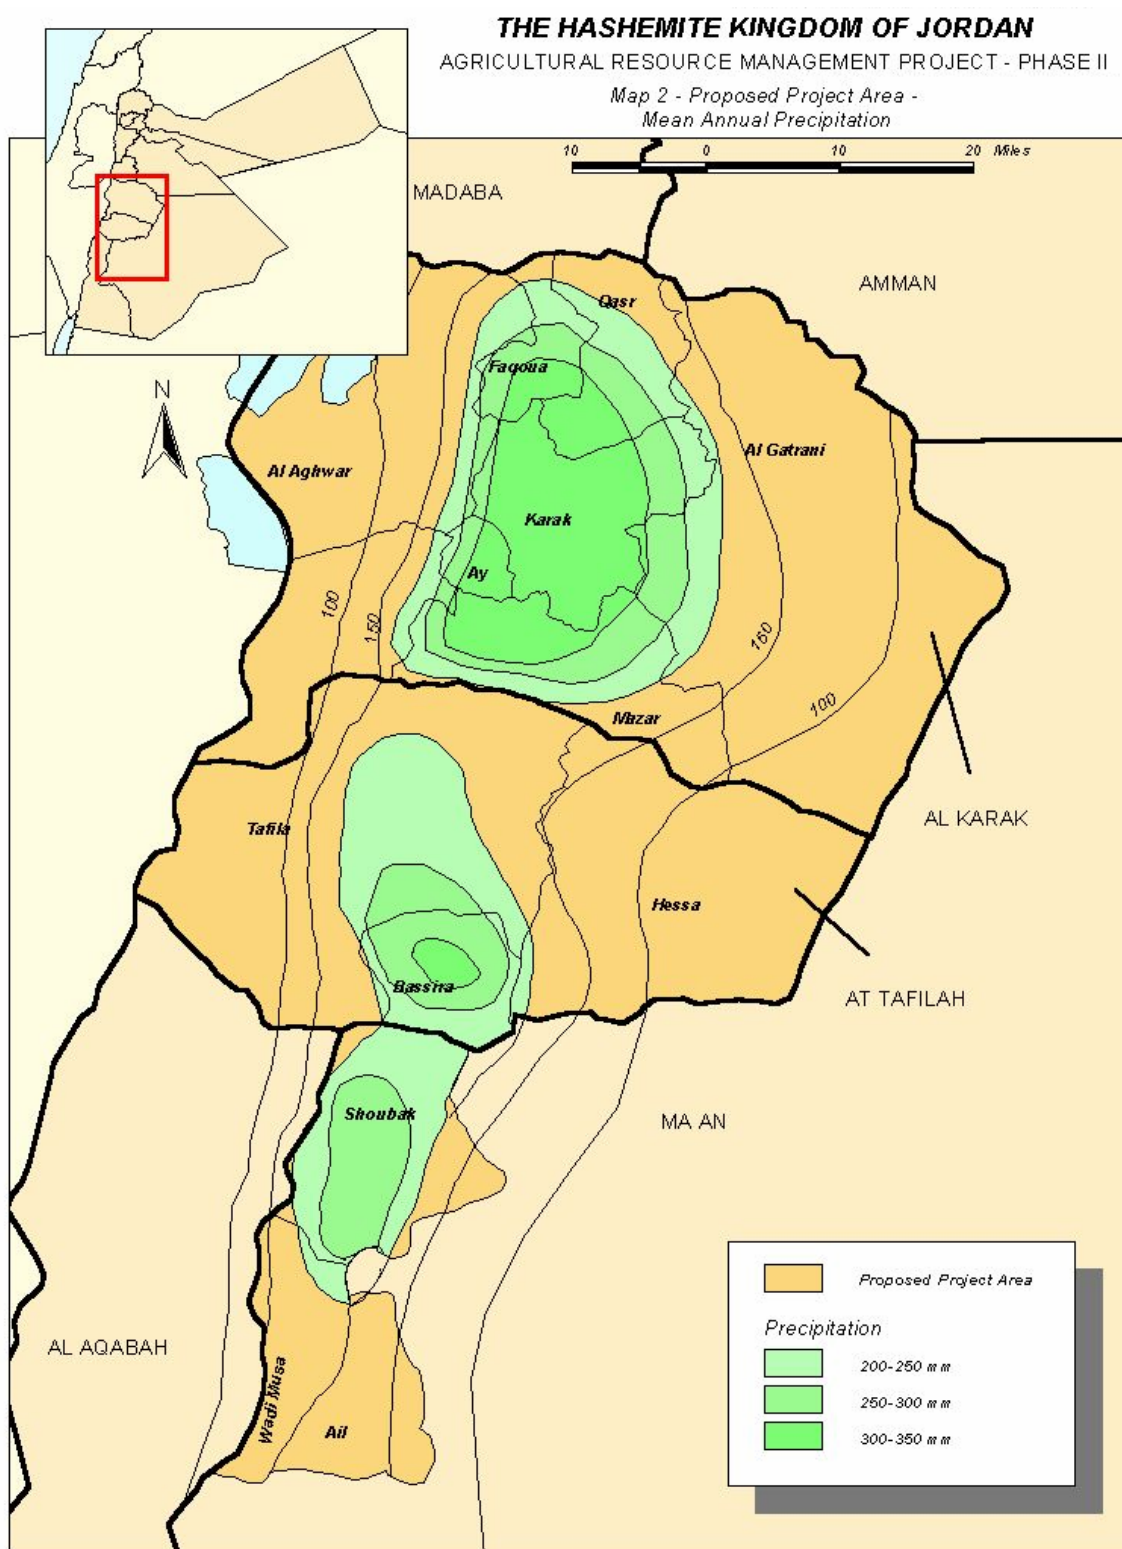 THE HASHEMITE KINGDOM OF JORDAN
AGRICULTURAL RESOURCE MANAGEMENT PROJECT - PHASE II
Map 2 - Proposed Project Area -
Mean Annual Precipitation
10 0 10 20 Miles
MADABA
AMMAN
Qasr
Faqoua
N
Al Gatrani
Al Aghwar
Karak
Ay
100
150
160
100
Mazar
AL KARAK
Tafila
Hessa
Bassira
AT TAFILAH
Shoubak
MA AN
Proposed Project Area
Precipitation
200-250 mm
250-300 mm
300-350 mm
AL AQABAH
Wadi Musa
Ail